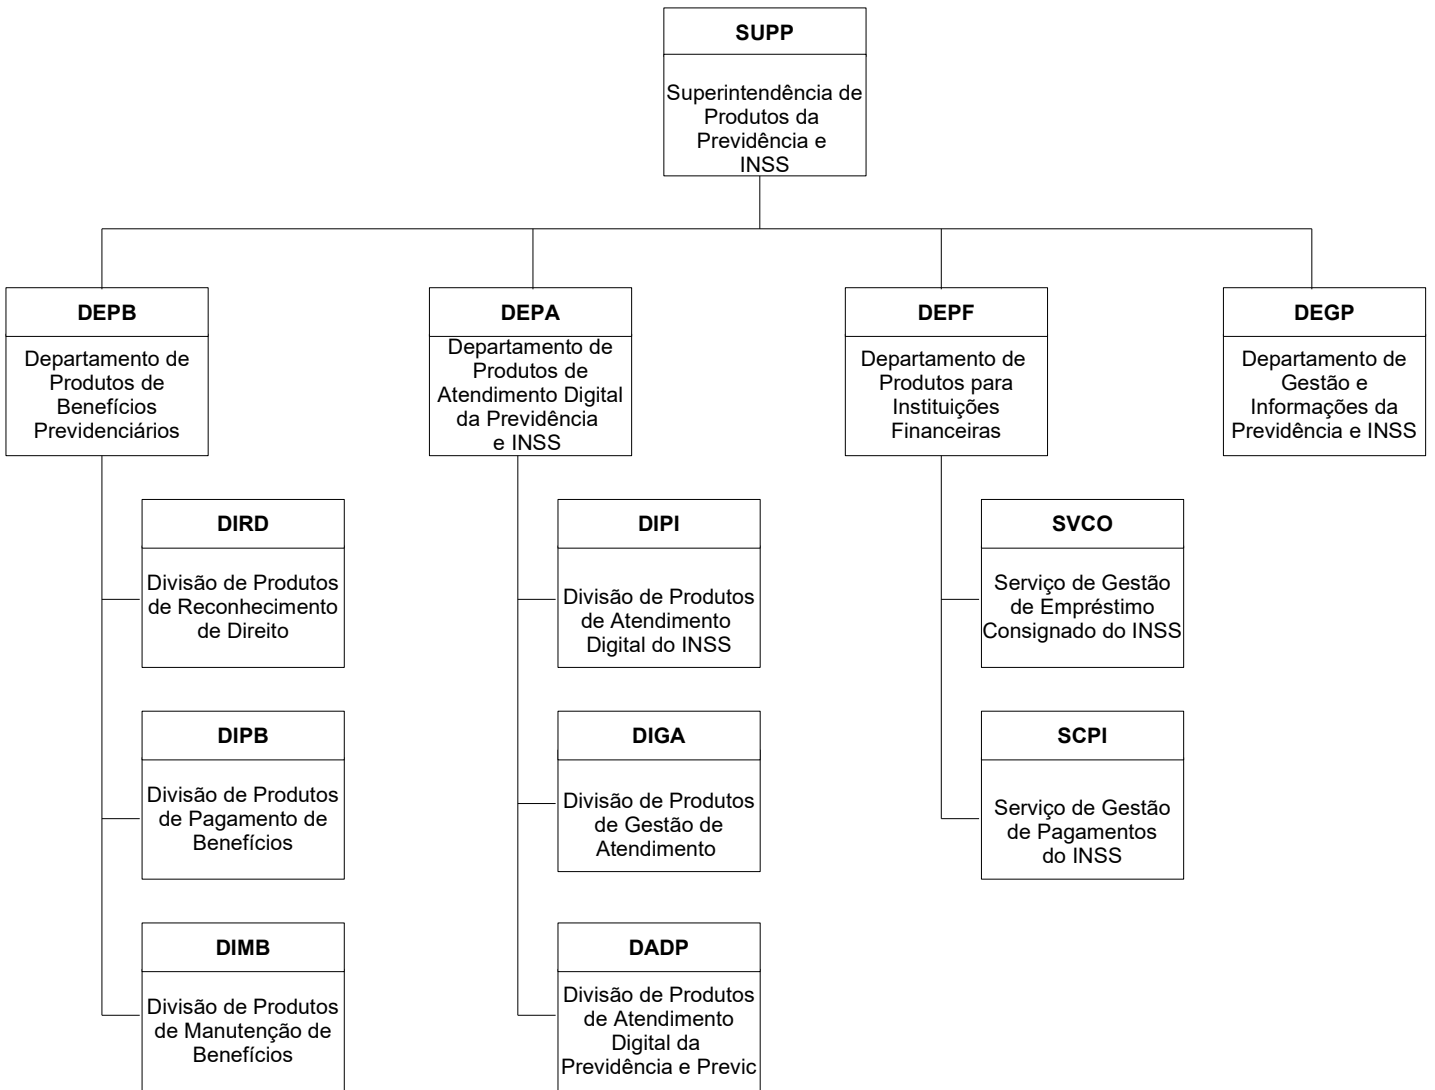 SUPP
Superintendência de
Produtos da
Previdência e
INSS
DEPB
Departamento de
Produtos de
Benefícios
Previdenciários
DEPA
Departamento de
Produtos de
Atendimento Digital
da Previdência
e INSS
DEPF
Departamento de
Produtos para
Instituições
Financeiras
DEGP
Departamento de
Gestão e
Informações da
Previdência e INSS
DIRD
Divisão de Produtos
de Reconhecimento
de Direito
DIPI
Divisão de Produtos
de Atendimento
Digital do INSS
SVCO
Serviço de Gestão
de Empréstimo
Consignado do INSS
DIPB
Divisão de Produtos
de Pagamento de
Benefícios
DIGA
Divisão de Produtos
de Gestão de
Atendimento
SCPI
Serviço de Gestão
de Pagamentos
do INSS
DIMB
Divisão de Produtos
de Manutenção de
Benefícios
DADP
Divisão de Produtos
de Atendimento
Digital da
Previdência e Previc